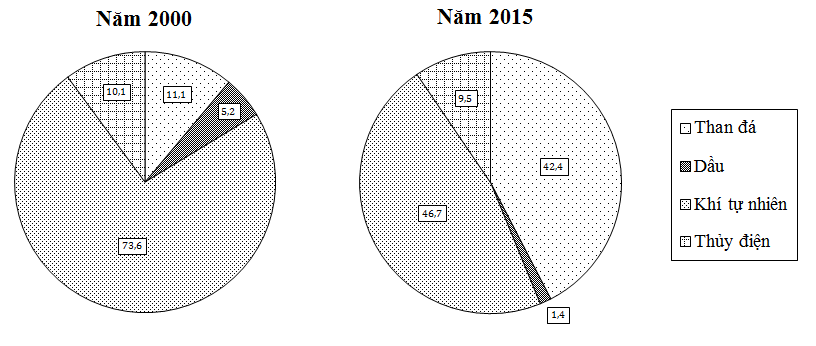 Năm 2000
10,1
11,1
5,2
73,6
Năm 2015
9,5
42,4
46,7
1,4
Than đá
Dầu
Khí tự nhiên
Thủy điện